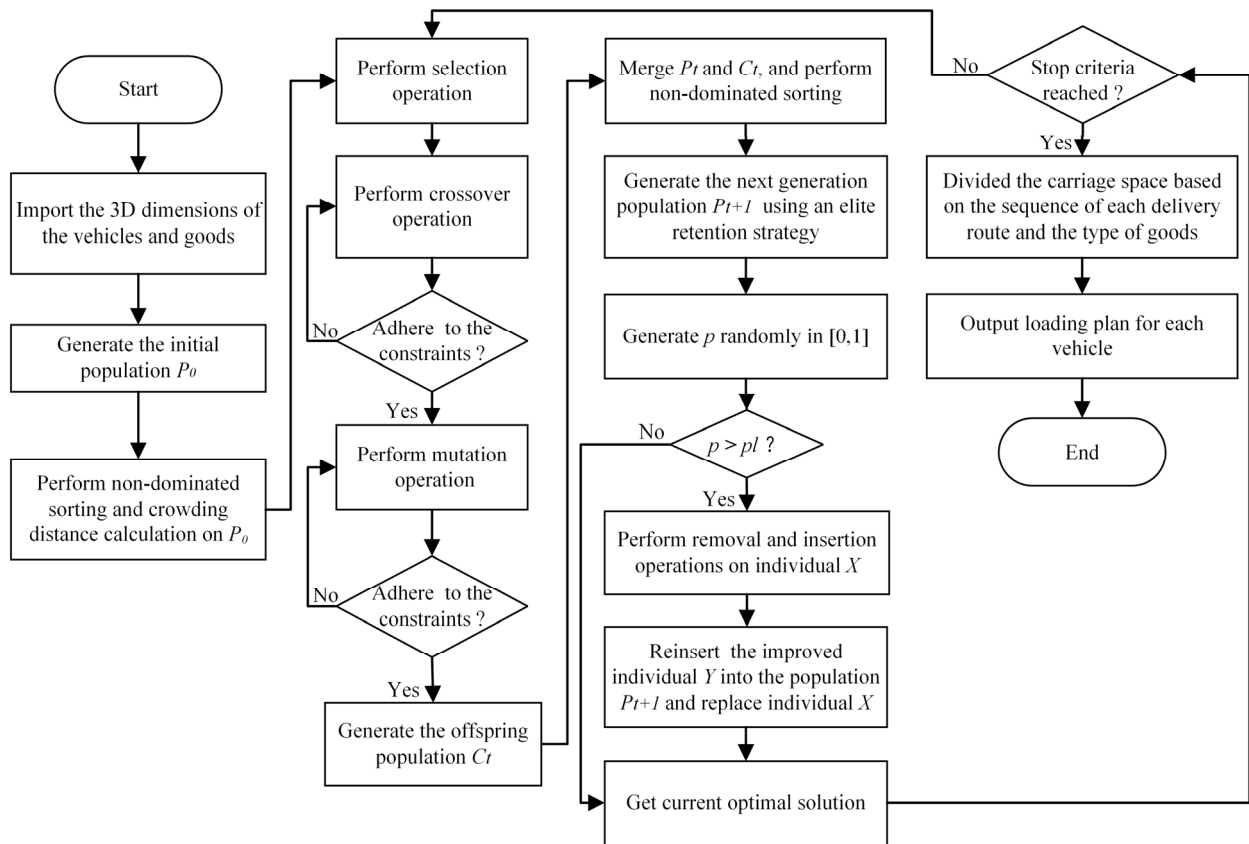 Start
Import the 3D dimensions of
the vehicles and goods
Generate the initial
population P0
Perform non-dominated
sorting and crowding
distance calculation on P0
Perform selection
operation
Perform crossover
operation
No
Adhere to the
constraints ?
Yes
Perform mutation
operation
No
Adhere to the
constraints ?
Yes
Generate the offspring
population Ct
Merge Pt and Ct, and perform
non-dominated sorting
Generate the next generation
population Pt+1 using an elite
retention strategy
Generate p randomly in [0,1]
No
p > pl ?
Yes
Perform removal and insertion
operations on individual X
Reinsert the improved
individual Y into the population
Pt+1 and replace individual X
Get current optimal solution
No
Stop criteria
reached ?
Yes
Divided the carriage space based
on the sequence of each delivery
route and the type of goods
Output loading plan for each
vehicle
End